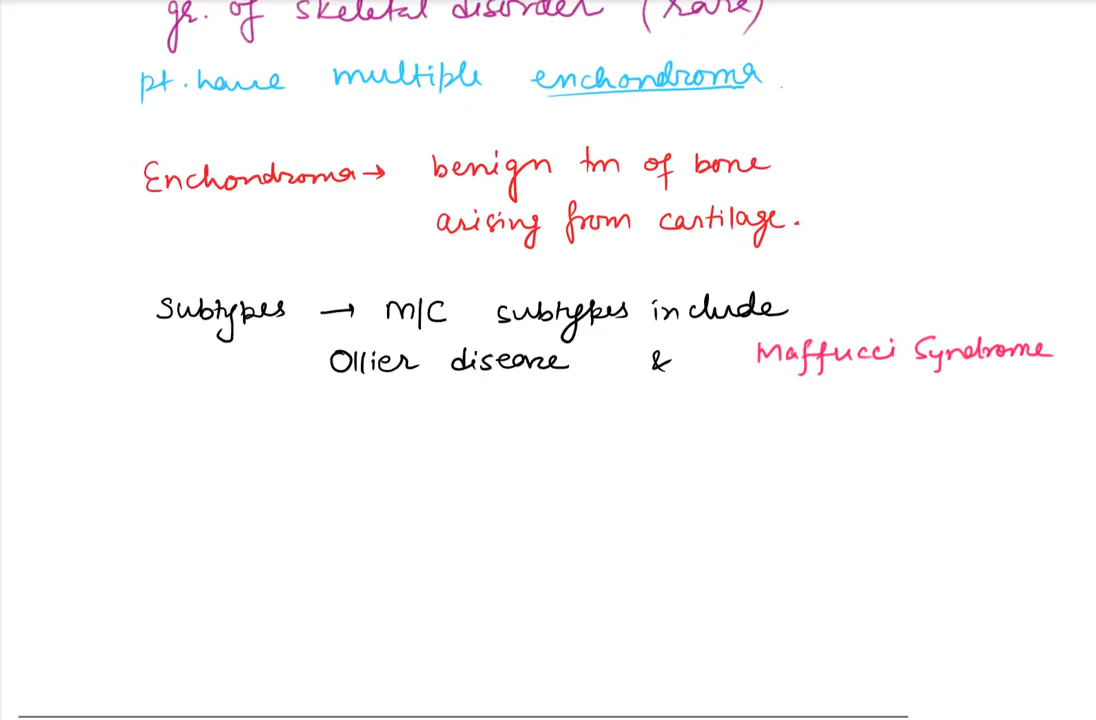 gr. of skeletal disorder (rare)
pt. have multiple enchondroma
Enchondroma → benign tm of bone
arising from cartilage.
Subtypes → M/C subtypes include
Ollier disease & Maffucci Syndrome